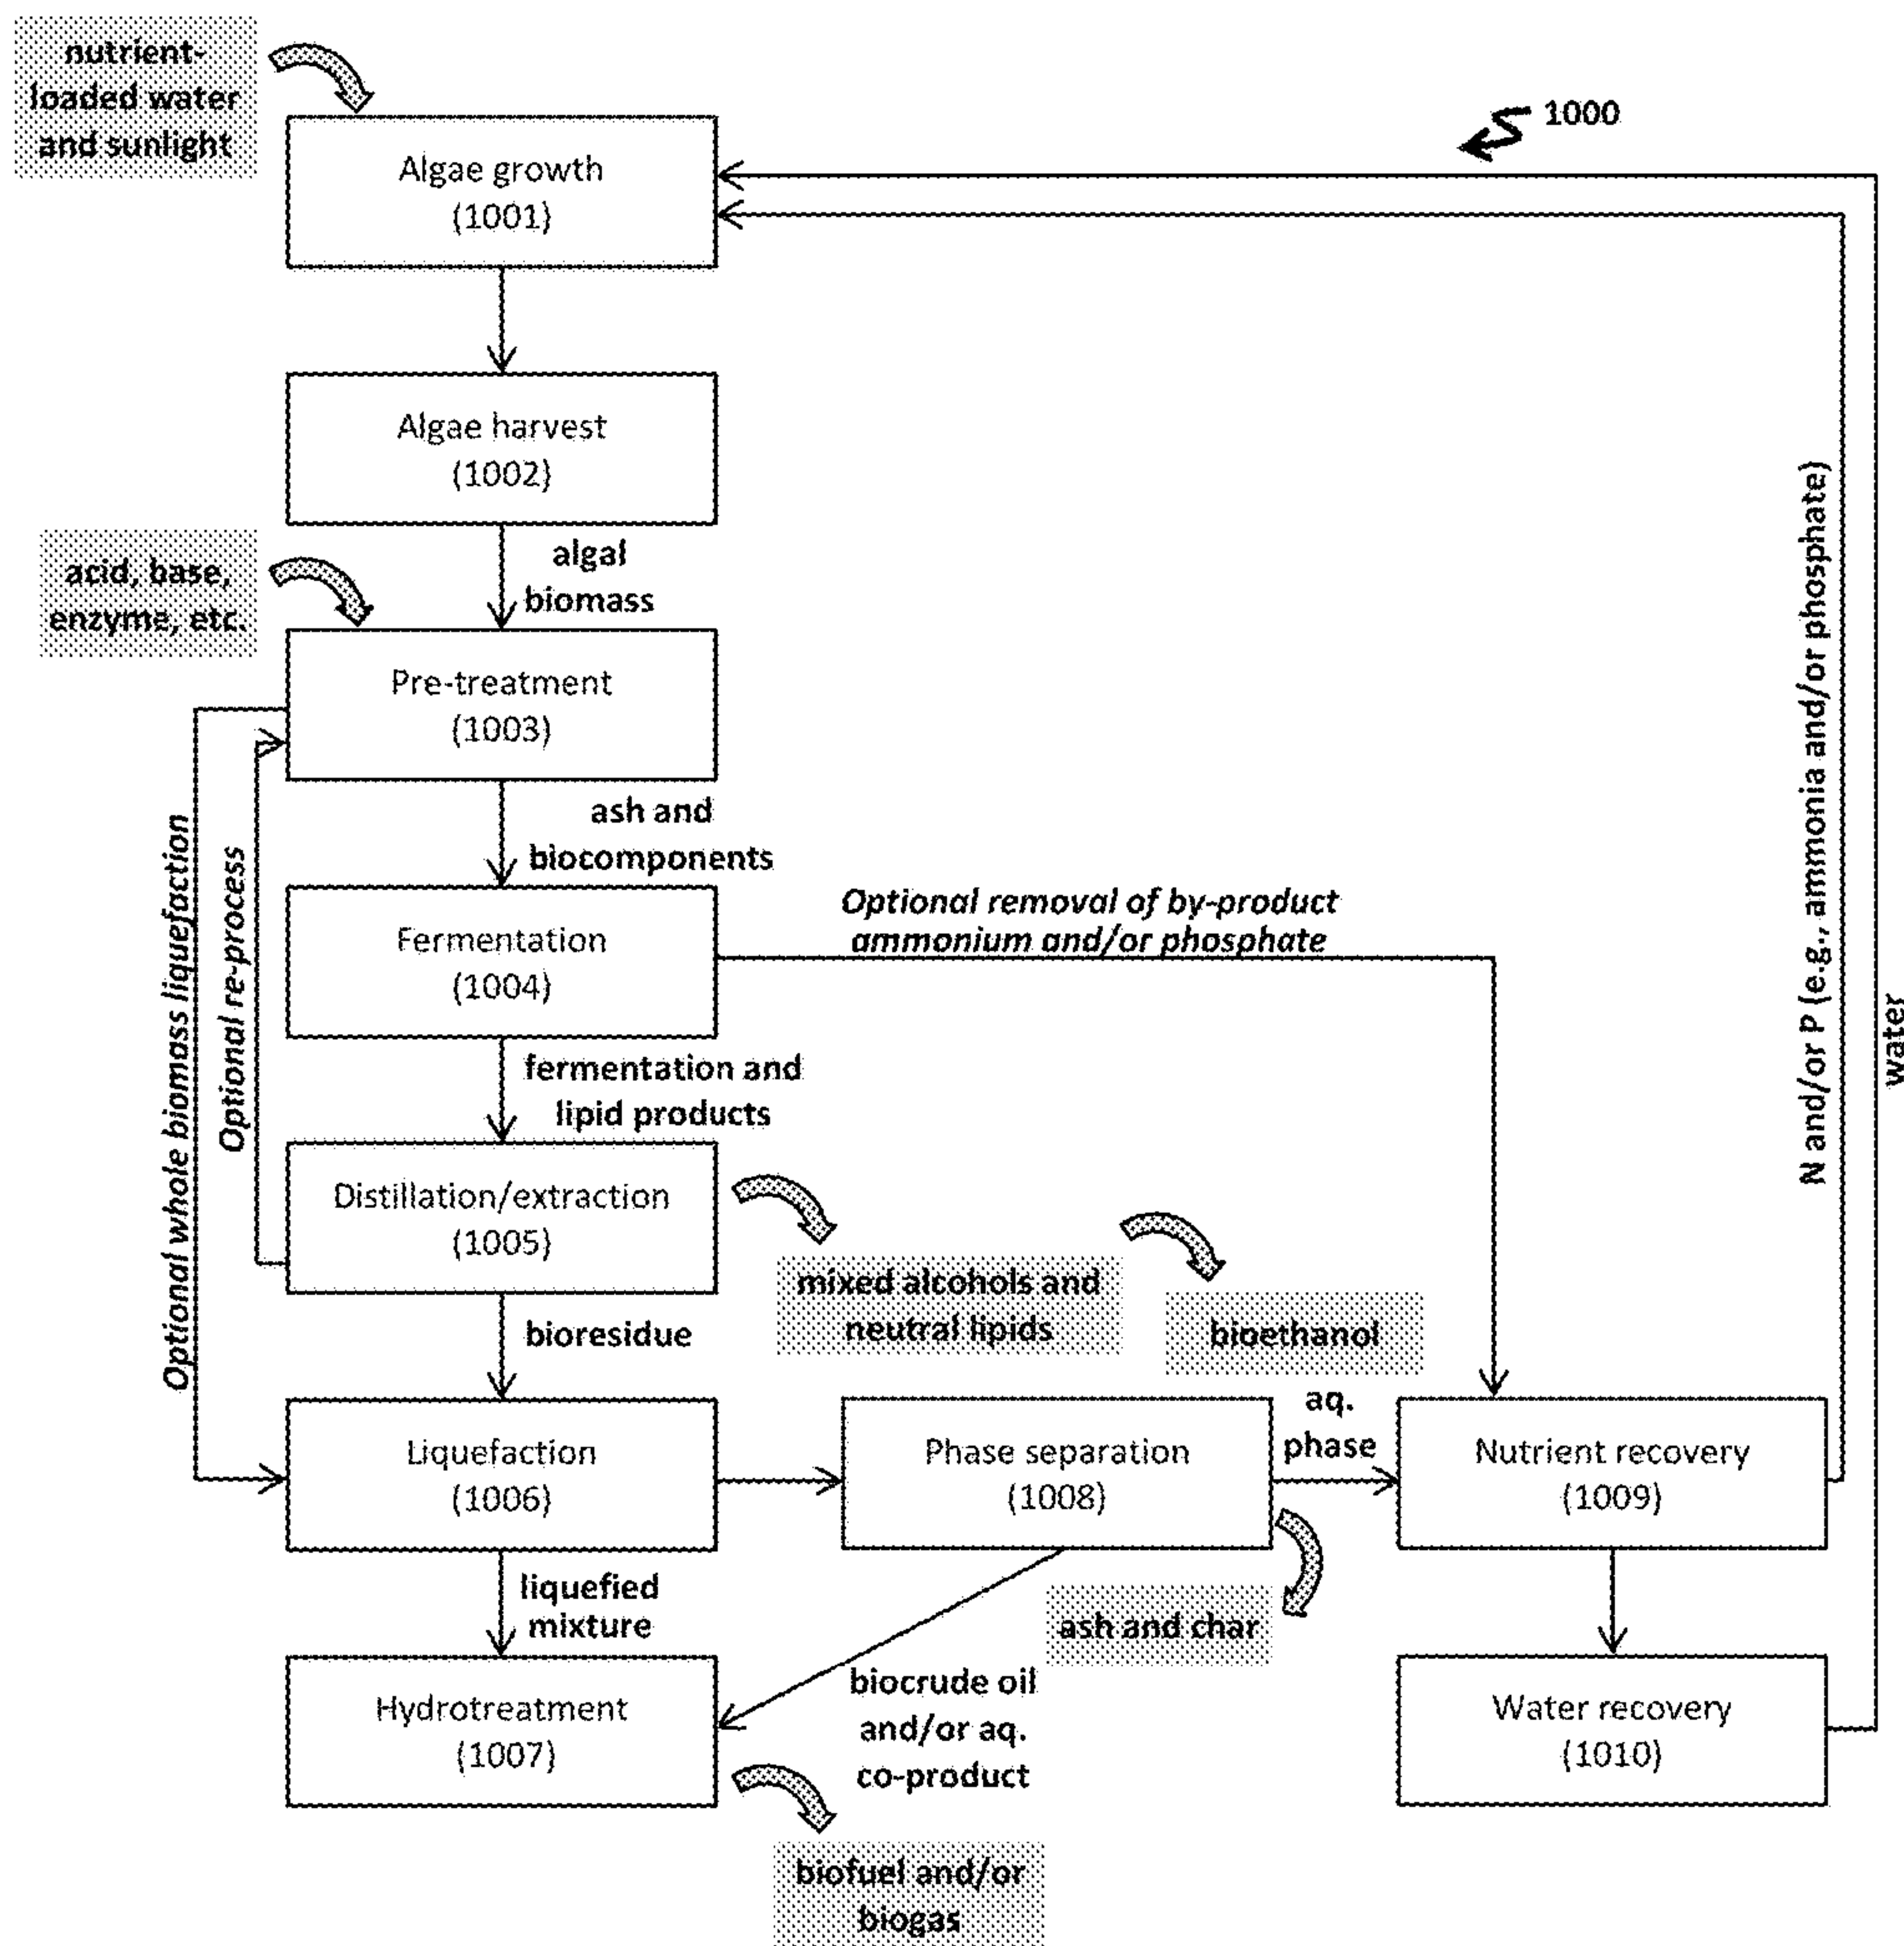 nutrient-
loaded water
and sunlight
1000
Algae growth
(1001)
Algae harvest
(1002)
algal
biomass
acid, base,
enzyme, etc.
Pre-treatment
(1003)
ash and
biocomponents
Optional whole biomass liquefaction
Optional re-process
Fermentation
(1004)
Optional removal of by-product
ammonium and/or phosphate
N and/or P (e.g., ammonia and/or phosphate)
water
fermentation and
lipid products
Distillation/extraction
(1005)
mixed alcohols and
neutral lipids
bioethanol
bioresidue
Liquefaction
(1006)
Phase separation
(1008)
aq.
phase
Nutrient recovery
(1009)
liquefied
mixture
ash and char
Hydrotreatment
(1007)
biocrude oil
and/or aq.
co-product
Water recovery
(1010)
biofuel and/or
biogas